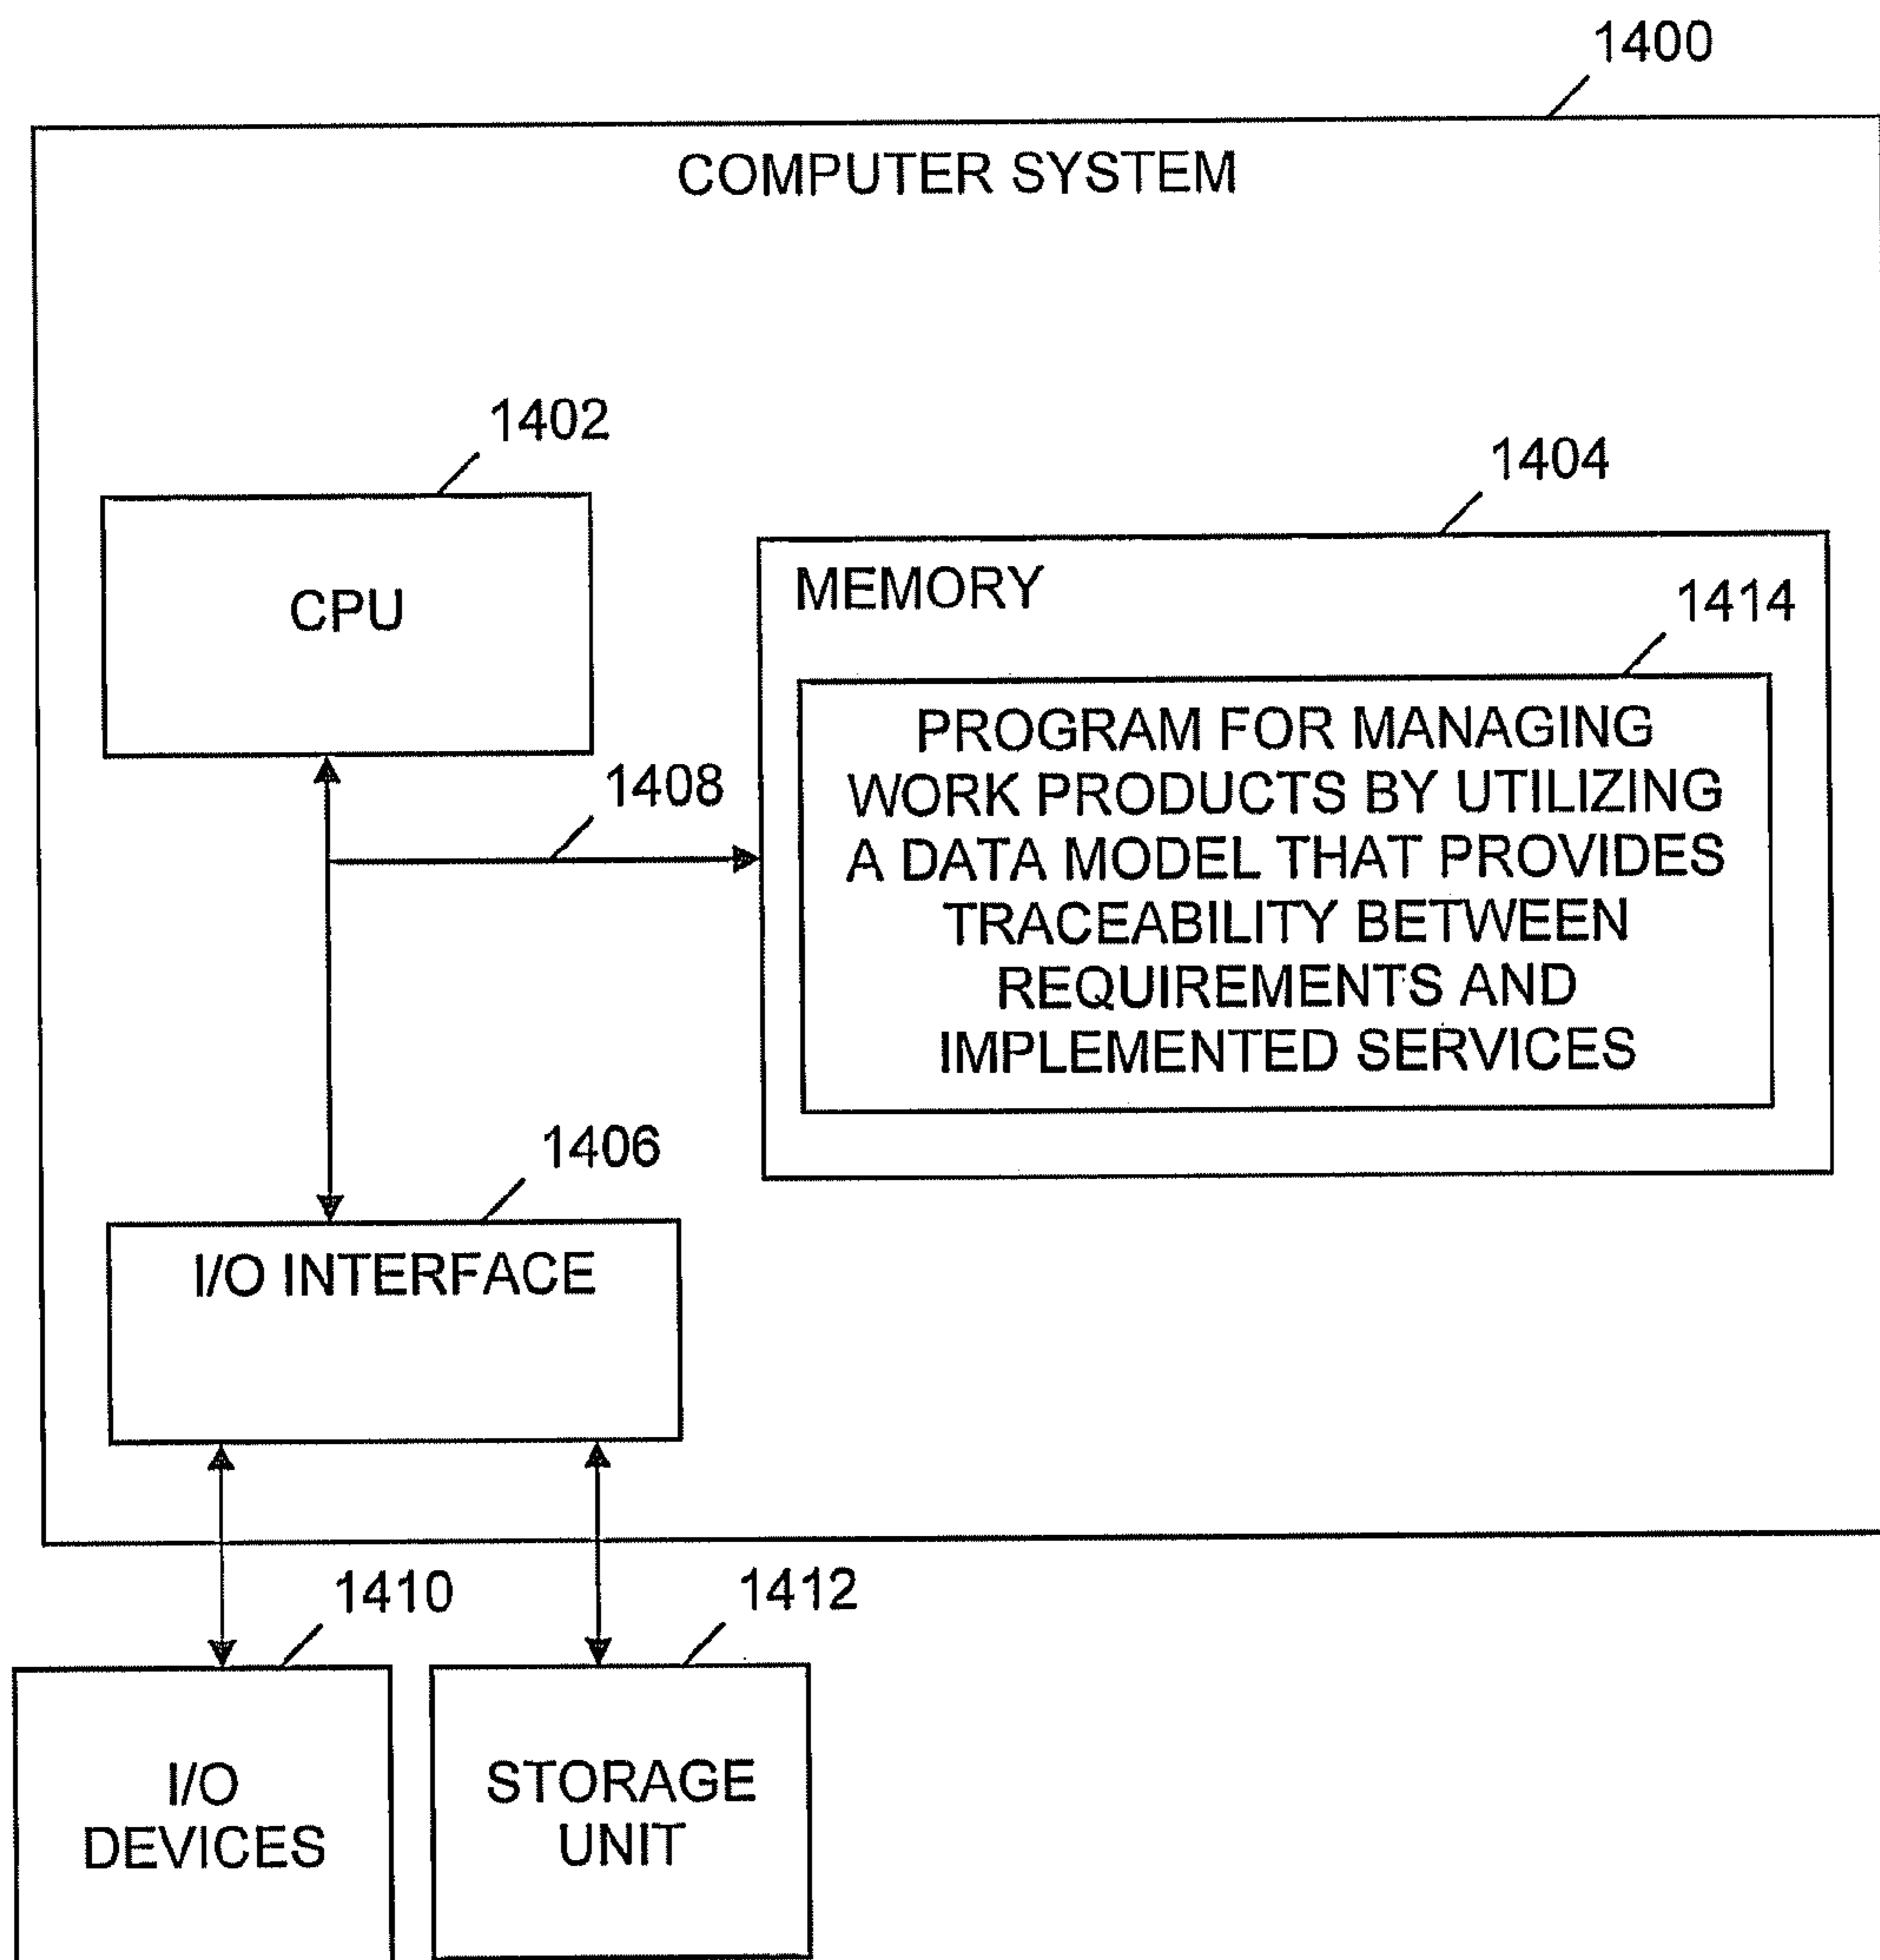 1400
COMPUTER SYSTEM
1402
CPU
1404
MEMORY
1414
PROGRAM FOR MANAGING
WORK PRODUCTS BY UTILIZING
A DATA MODEL THAT PROVIDES
TRACEABILITY BETWEEN
REQUIREMENTS AND
IMPLEMENTED SERVICES
1408
1406
I/O INTERFACE
1410
1412
I/O
DEVICES
STORAGE
UNIT